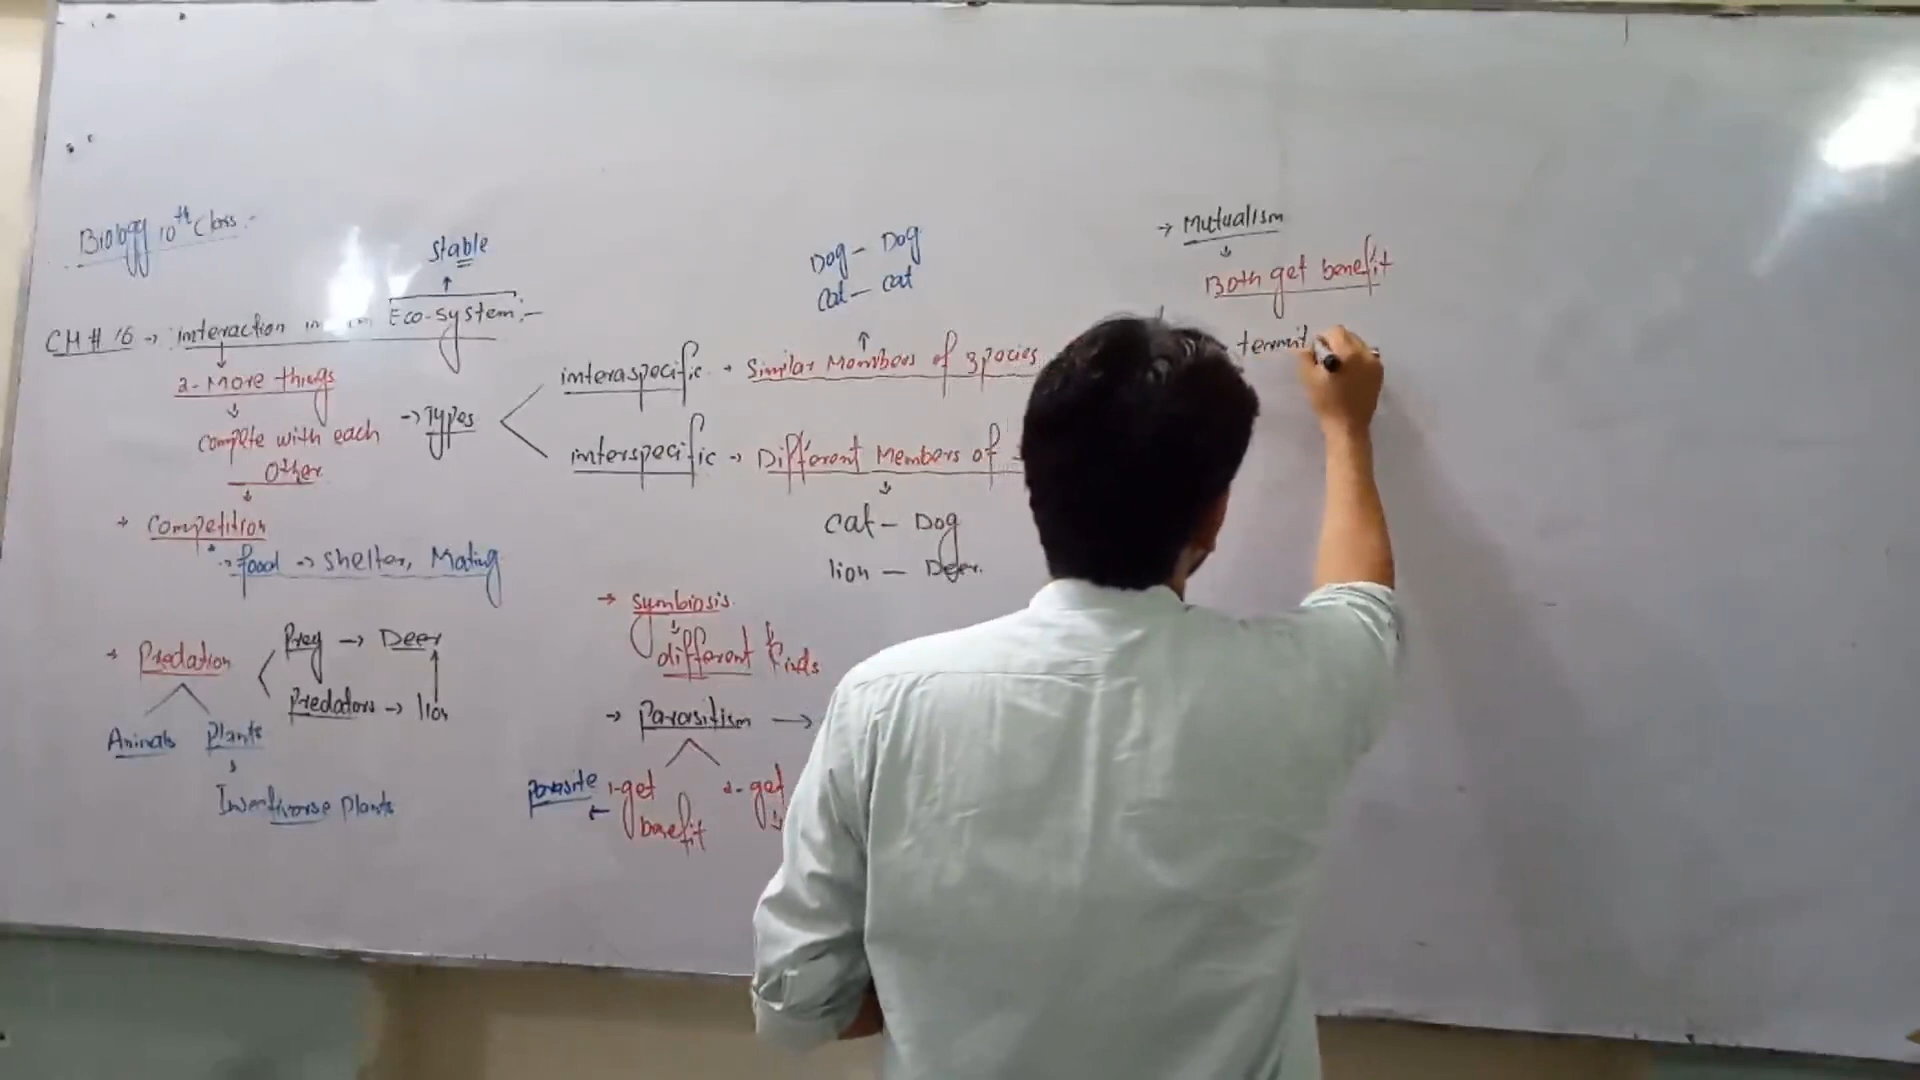 Biology 10th Class :-
stable
CH # 16 → interaction in Eco-system :-
2-More things
compete with each
Other
→ Competition
→ food → shelter, Mating
→ Predation
Prey → Deer
Predators → lion
Animals Plants
plants
→ Types
interaspecific → Similar Members of Species
Dog - Dog
Cat - cat
interspecific → Different Members of
Cat - Dog
lion - Deer.
→ symbiosis
different kinds
→ Parasitism →
parasite 1-get
benefit
2-get
→ Mutualism
Both get benefit
termit